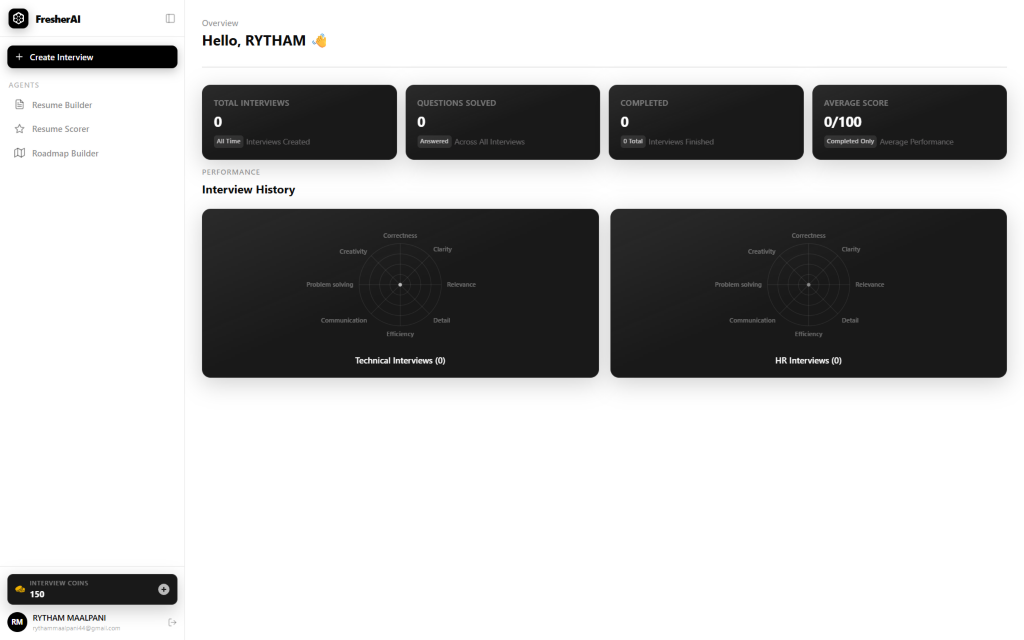 FresherAI
Create Interview
AGENTS
Resume Builder
Resume Scorer
Roadmap Builder
INTERVIEW COINS
150
RM
RYTHAM MAALPANI
rythammaalpani44@gmail.com
Overview
Hello, RYTHAM 👋
TOTAL INTERVIEWS
0
All Time Interviews Created
QUESTIONS SOLVED
0
Answered Across All Interviews
COMPLETED
0
0 Total Interviews Finished
AVERAGE SCORE
0/100
Completed Only Average Performance
PERFORMANCE
Interview History
Correctness
Clarity
Relevance
Detail
Efficiency
Communication
Problem solving
Creativity
Technical Interviews (0)
Correctness
Clarity
Relevance
Detail
Efficiency
Communication
Problem solving
Creativity
HR Interviews (0)